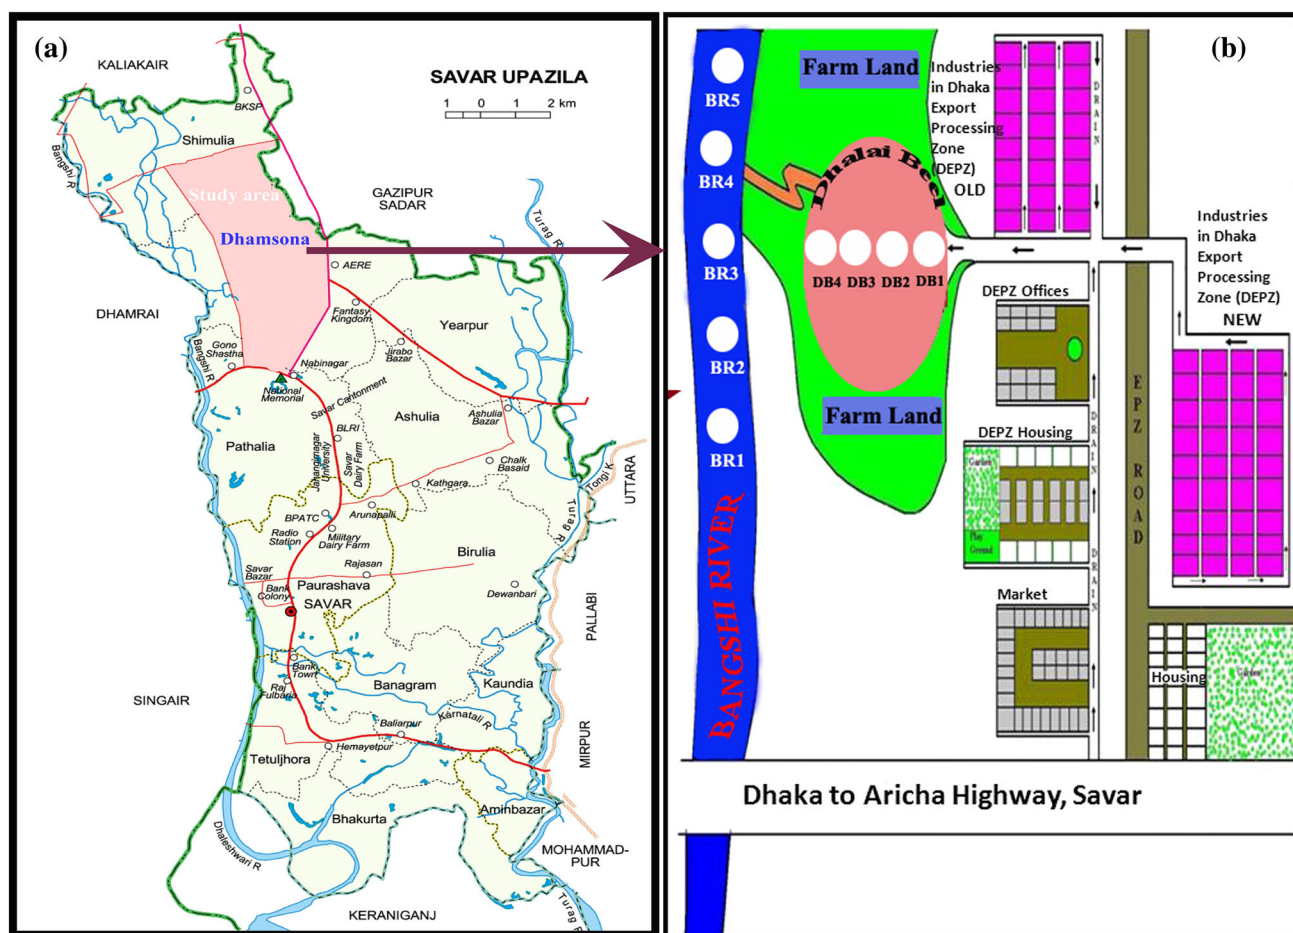 (a)
KALIAKAIR
SAVAR UPAZILA
1 0 1 2 km
BKSP
Shimulia
Bangshi R
Study area
GAZIPUR
SADAR
Turag R
Dhamsona
AERE
DHAMRAI
Fantasy
Kingdom
Yearpur
Gono
Shastha
Jirabo
Bazar
Bangshi R
Nabinagar
National
Memorial
Savar Cantonment
Ashulia
Ashulia
Bazar
Pathalia
BLRI
Jahangirnagar
University
Savar
Dairy Farm
Chalk
Basaid
Kathgara
Tongi K
UTTARA
BPATC
Arunapalli
Radio
Station
Military
Dairy Farm
Turag R
Birulia
Savar
Bazar
Rajasan
Bank
Colony
Paurashava
SAVAR
Dewanbari
PALLABI
Bank
Town
Raj
Fulbaria
Banagram
Kaundia
SINGAIR
Karnatali R
Baliarpur
Hemayetpur
MIRPUR
Tetuljhora
Aminbazar
Bhakurta
Dhaleshwari R
MOHAMMAD-
PUR
KERANIGANJ
Turag R
(b)
Farm Land
Industries
in Dhaka
Export
Processing
Zone
(DEPZ)
OLD
BR5
BR4
BR3
BR2
BR1
BANGSHI RIVER
Dhalai Beel
DB4 DB3 DB2 DB1
Farm Land
DRAIN
Industries
in Dhaka
Export
Processing
Zone (DEPZ)
NEW
DEPZ Offices
EPZ ROAD
DRAIN
DEPZ Housing
Garden
Play
Ground
DRAIN
Market
Housing
Garden
Dhaka to Aricha Highway, Savar